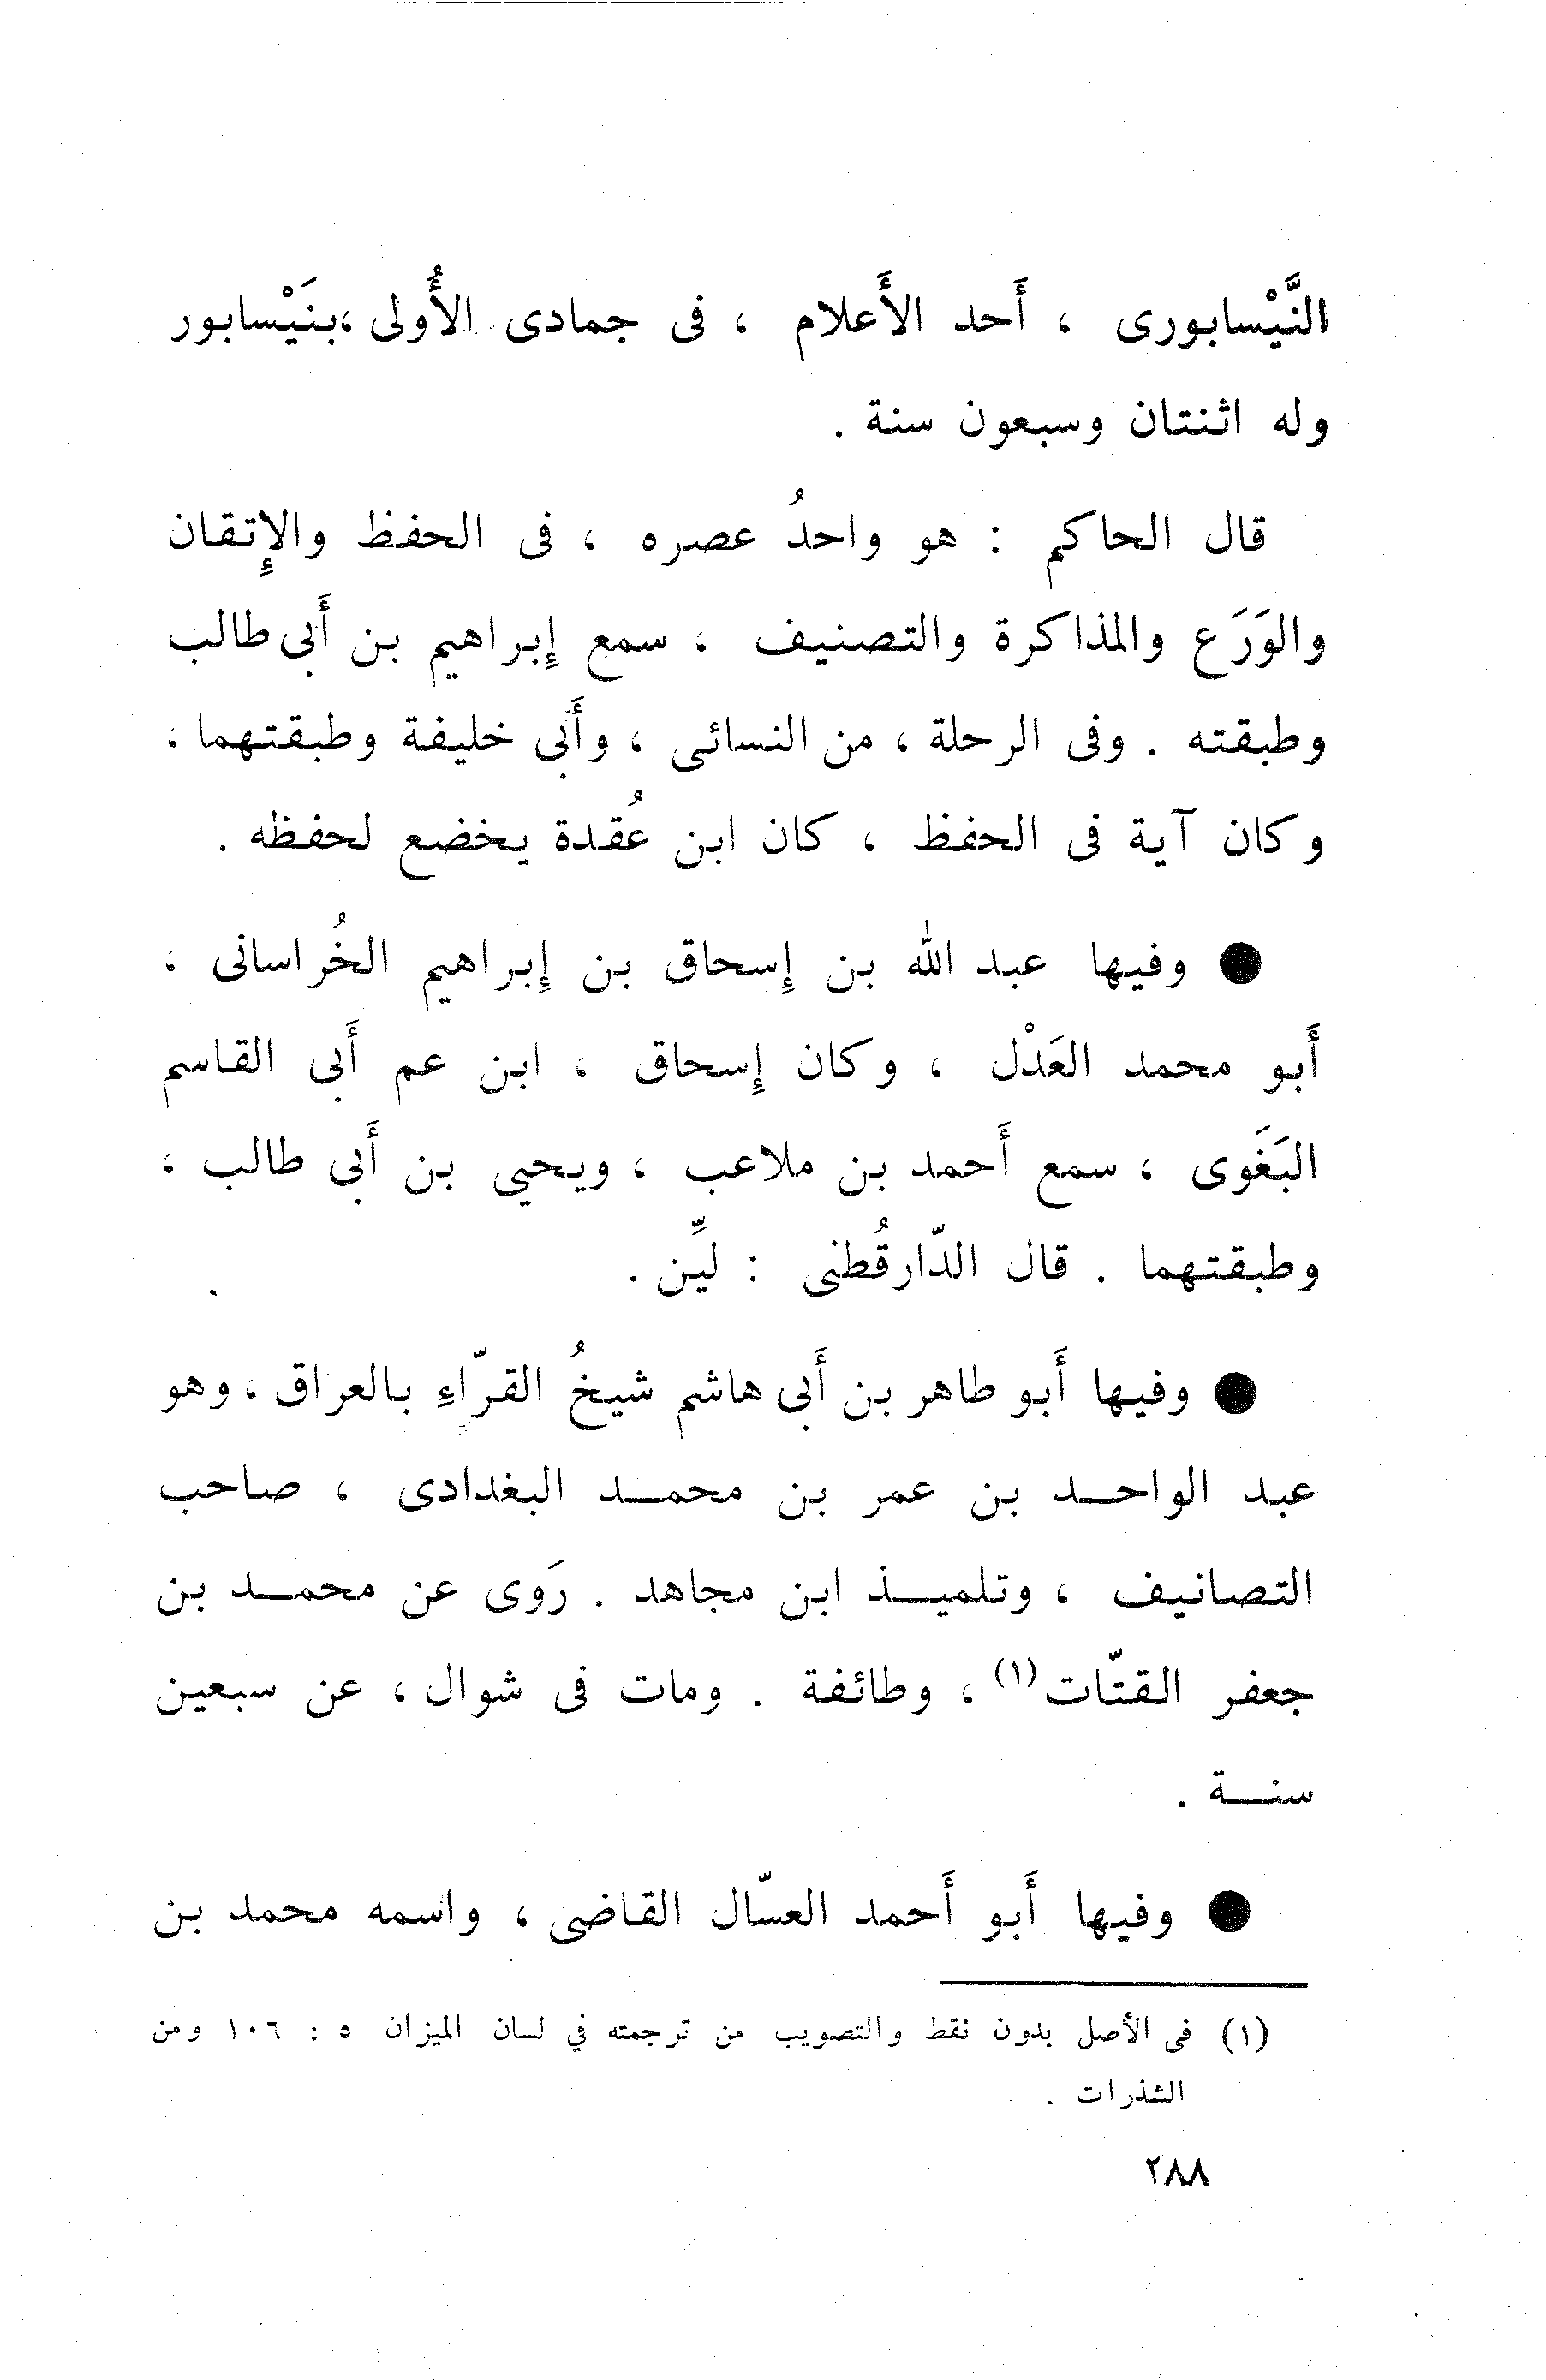 النَّيْسابورى ، أَحد الأَعلام ، فى جمادى الأُولى ،بنَيْسابور
وله اثنتان وسبعون سنة .
قال الحاكم : هو واحدُ عصره ، فى الحفظ والإِتقان
والوَرَع والمذاكرة والتصنيف ، سمع إِبراهيم بن أَبى طالب
وطبقته . وفى الرحلة ، من النسائى ، وأَبى خليفة وطبقتهما ،
وكان آية فى الحفظ ، كان ابن عُقدة يخضع لحفظه .
● وفيها عبد الله بن إِسحاق بن إِبراهيم الخُراسانى ،
أَبو محمد العَدْل ، وكان إِسحاق ، ابن عم أَبى القاسم
البَغَوى ، سمع أَحمد بن ملاعب ، ويحيى بن أَبى طالب ،
وطبقتهما . قال الدّارقُطنى : ليِّن .
● وفيها أَبو طاهر بن أَبى هاشم شيخُ القرّاءِ بالعراق ، وهو
عبد الواحد بن عمر بن محمد البغدادى ، صاحب
التصانيف ، وتلميذ ابن مجاهد . رَوى عن محمد بن
جعفر القتّات (١) ، وطائفة . ومات فى شوال ، عن سبعين
سنة .
● وفيها أَبو أَحمد العسّال القاضى ، واسمه محمد بن
(١) فى الأصل بدون نقط والتصويب من ترجمته في لسان الميزان ٥ : ١٠٦ ومن
الشذرات .
٢٨٨